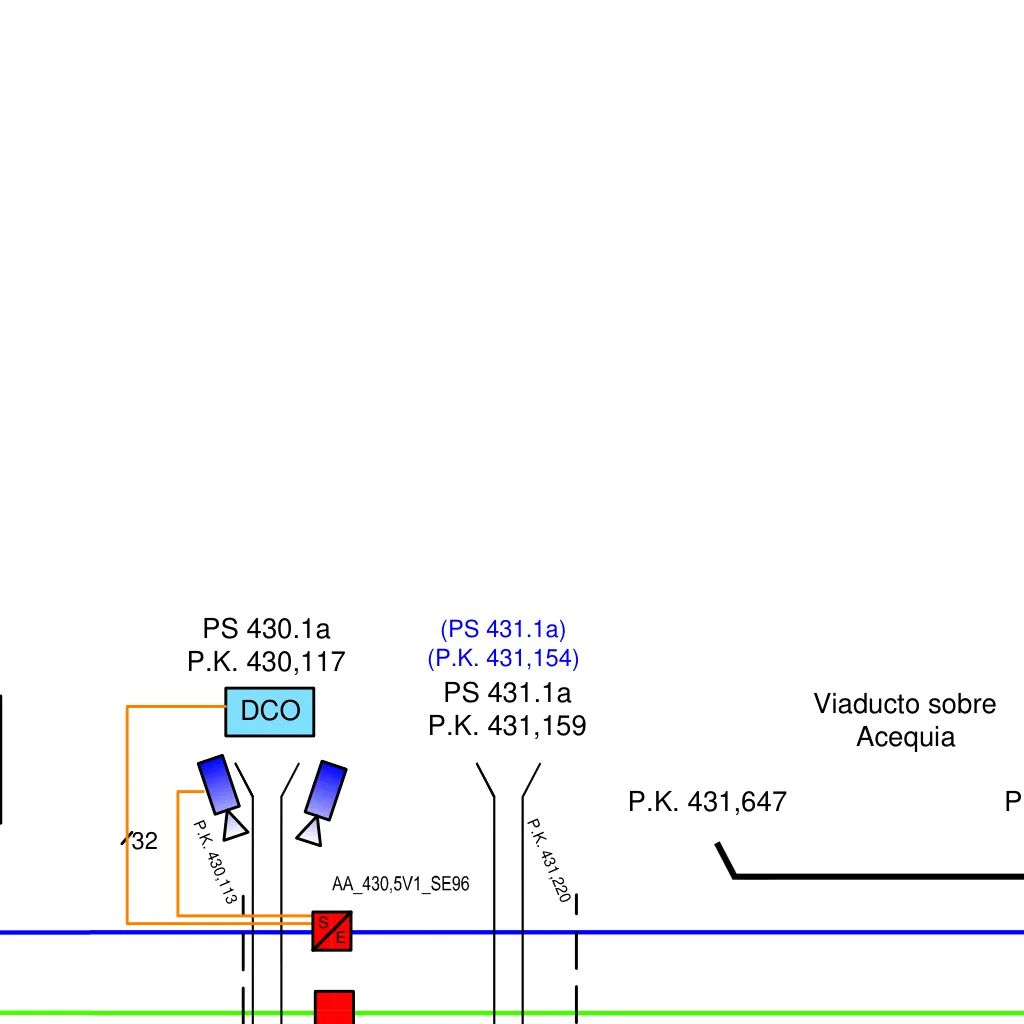 PS 430.1a
P.K. 430,117
DCO
(PS 431.1a)
(P.K. 431,154)
PS 431.1a
P.K. 431,159
Viaducto sobre
Acequia
P.K. 431,647
P
32
P.K. 430,113
P.K. 431,220
AA_430,5V1_SE96
S
E